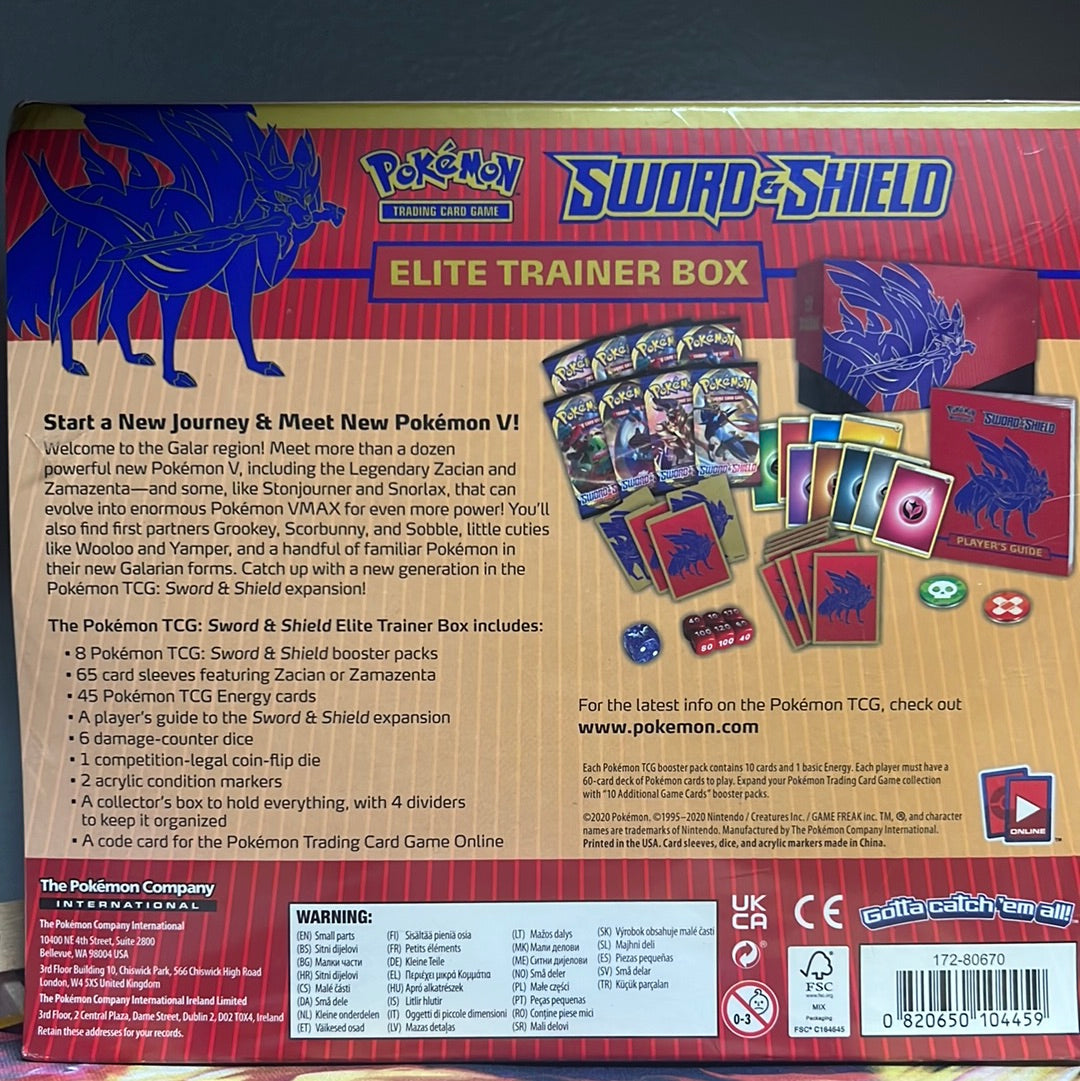 POKÉMON
TRADING CARD GAME
SWORD & SHIELD
ELITE TRAINER BOX
Start a New Journey & Meet New Pokémon V!
Welcome to the Galar region! Meet more than a dozen
powerful new Pokémon V, including the Legendary Zacian and
Zamazenta—and some, like Stonjourner and Snorlax, that can
evolve into enormous Pokémon VMAX for even more power! You'll
also find first partners Grookey, Scorbunny, and Sobble, little cuties
like Wooloo and Yamper, and a handful of familiar Pokémon in
their new Galarian forms. Catch up with a new generation in the
Pokémon TCG: Sword & Shield expansion!
The Pokémon TCG: Sword & Shield Elite Trainer Box includes:
• 8 Pokémon TCG: Sword & Shield booster packs
• 65 card sleeves featuring Zacian or Zamazenta
• 45 Pokémon TCG Energy cards
• A player's guide to the Sword & Shield expansion
• 6 damage-counter dice
• 1 competition-legal coin-flip die
• 2 acrylic condition markers
• A collector's box to hold everything, with 4 dividers
to keep it organized
• A code card for the Pokémon Trading Card Game Online
POKÉMON
SWORD & SHIELD
PLAYER'S GUIDE
100 120
80 100 40
For the latest info on the Pokémon TCG, check out
www.pokemon.com
Each Pokémon TCG booster pack contains 10 cards and 1 basic Energy. Each player must have a
60-card deck of Pokémon cards to play. Expand your Pokémon Trading Card Game collection
with "10 Additional Game Cards" booster packs.
©2020 Pokémon. ©1995–2020 Nintendo / Creatures Inc. / GAME FREAK inc. TM, ®, and character
names are trademarks of Nintendo. Manufactured by The Pokémon Company International.
Printed in the USA. Card sleeves, dice, and acrylic markers made in China.
ONLINE
The Pokémon Company
INTERNATIONAL
The Pokémon Company International
10400 NE 4th Street, Suite 2800
Bellevue, WA 98004 USA
3rd Floor Building 10, Chiswick Park, 566 Chiswick High Road
London, W4 5XS United Kingdom
The Pokémon Company International Ireland Limited
3rd Floor, 2 Central Plaza, Dame Street, Dublin 2, D02 T0X4, Ireland
Retain these addresses for your records.
WARNING:
(EN) Small parts
(BS) Sitni dijelovi
(BG) Малки части
(HR) Sitni dijelovi
(CS) Malé části
(DA) Små dele
(NL) Kleine onderdelen
(ET) Väikesed osad
(FI) Sisältää pieniä osia
(FR) Petits éléments
(DE) Kleine Teile
(EL) Περιέχει μικρά Κομμάτια
(HU) Apró alkatrészek
(IS) Litlir hlutir
(IT) Oggetti di piccole dimensioni
(LV) Mazas detaļas
(LT) Mažos dalys
(MK) Мали делови
(ME) Ситни дијелови
(NO) Små deler
(PL) Małe części
(PT) Peças pequenas
(RO) Conține piese mici
(SR) Mali delovi
(SK) Výrobok obsahuje malé časti
(SL) Majhni deli
(ES) Piezas pequeñas
(SV) Små delar
(TR) Küçük parçaları
UK
CA
CE
0-3
FSC
www.fsc.org
MIX
Packaging
FSC® C184645
Gotta catch 'em all!
172-80670
0 820650 104459